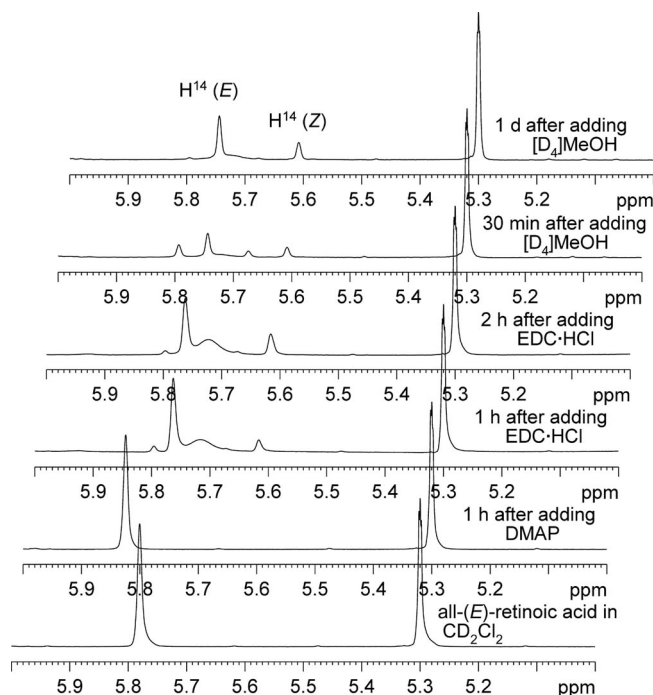 H¹⁴ (E)
H¹⁴ (Z)
1 d after adding
[D₄]MeOH
5.9 5.8 5.7 5.6 5.5 5.4 5.3 5.2 ppm
30 min after adding
[D₄]MeOH
5.9 5.8 5.7 5.6 5.5 5.4 5.3 5.2 ppm
2 h after adding
EDC·HCl
5.9 5.8 5.7 5.6 5.5 5.4 5.3 5.2 ppm
1 h after adding
EDC·HCl
5.9 5.8 5.7 5.6 5.5 5.4 5.3 5.2 ppm
1 h after adding
DMAP
5.9 5.8 5.7 5.6 5.5 5.4 5.3 5.2 ppm
all-(E)-retinoic acid in
CD₂Cl₂
5.9 5.8 5.7 5.6 5.5 5.4 5.3 5.2 ppm